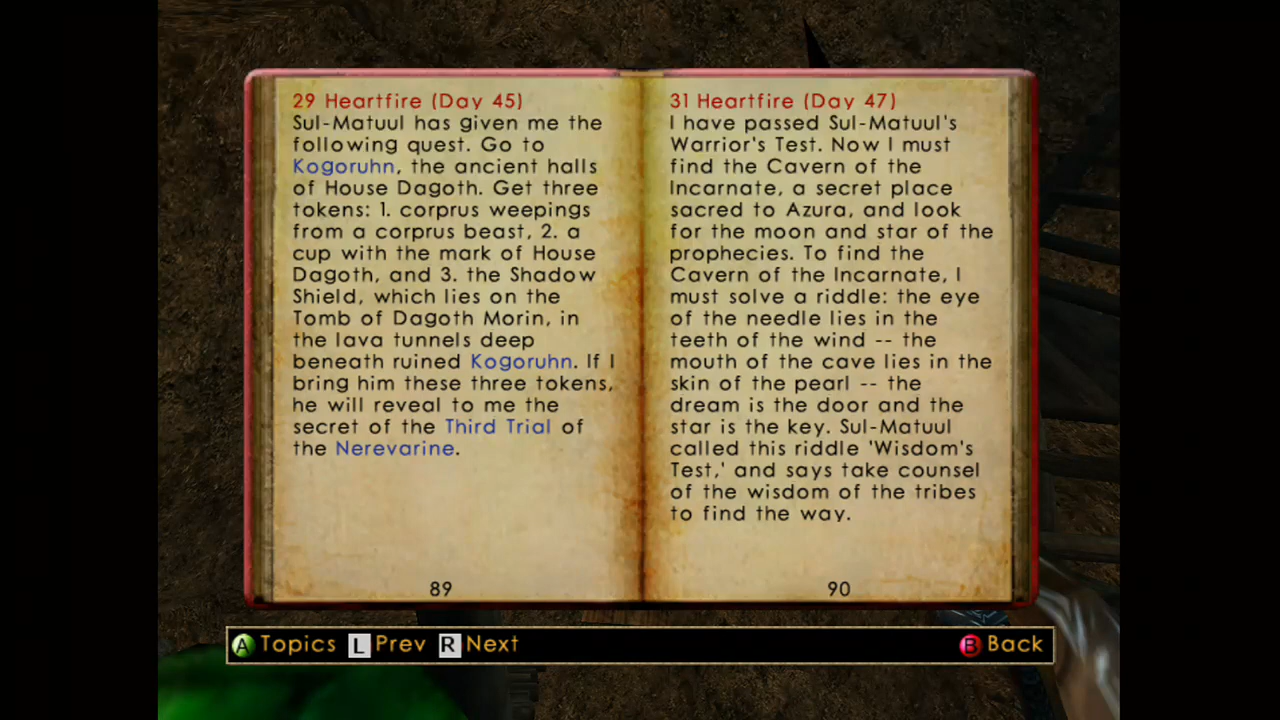 29 Heartfire (Day 45)
Sul-Matuul has given me the
following quest. Go to
Kogoruhn, the ancient halls
of House Dagoth. Get three
tokens: 1. corprus weepings
from a corprus beast, 2. a
cup with the mark of House
Dagoth, and 3. the Shadow
Shield, which lies on the
Tomb of Dagoth Morin, in
the lava tunnels deep
beneath ruined Kogoruhn. If I
bring him these three tokens,
he will reveal to me the
secret of the Third Trial of
the Nerevarine.
89
31 Heartfire (Day 47)
I have passed Sul-Matuul's
Warrior's Test. Now I must
find the Cavern of the
Incarnate, a secret place
sacred to Azura, and look
for the moon and star of the
prophecies. To find the
Cavern of the Incarnate, I
must solve a riddle: the eye
of the needle lies in the
teeth of the wind -- the
mouth of the cave lies in the
skin of the pearl -- the
dream is the door and the
star is the key. Sul-Matuul
called this riddle 'Wisdom's
Test,' and says take counsel
of the wisdom of the tribes
to find the way.
90
A Topics L Prev R Next B Back